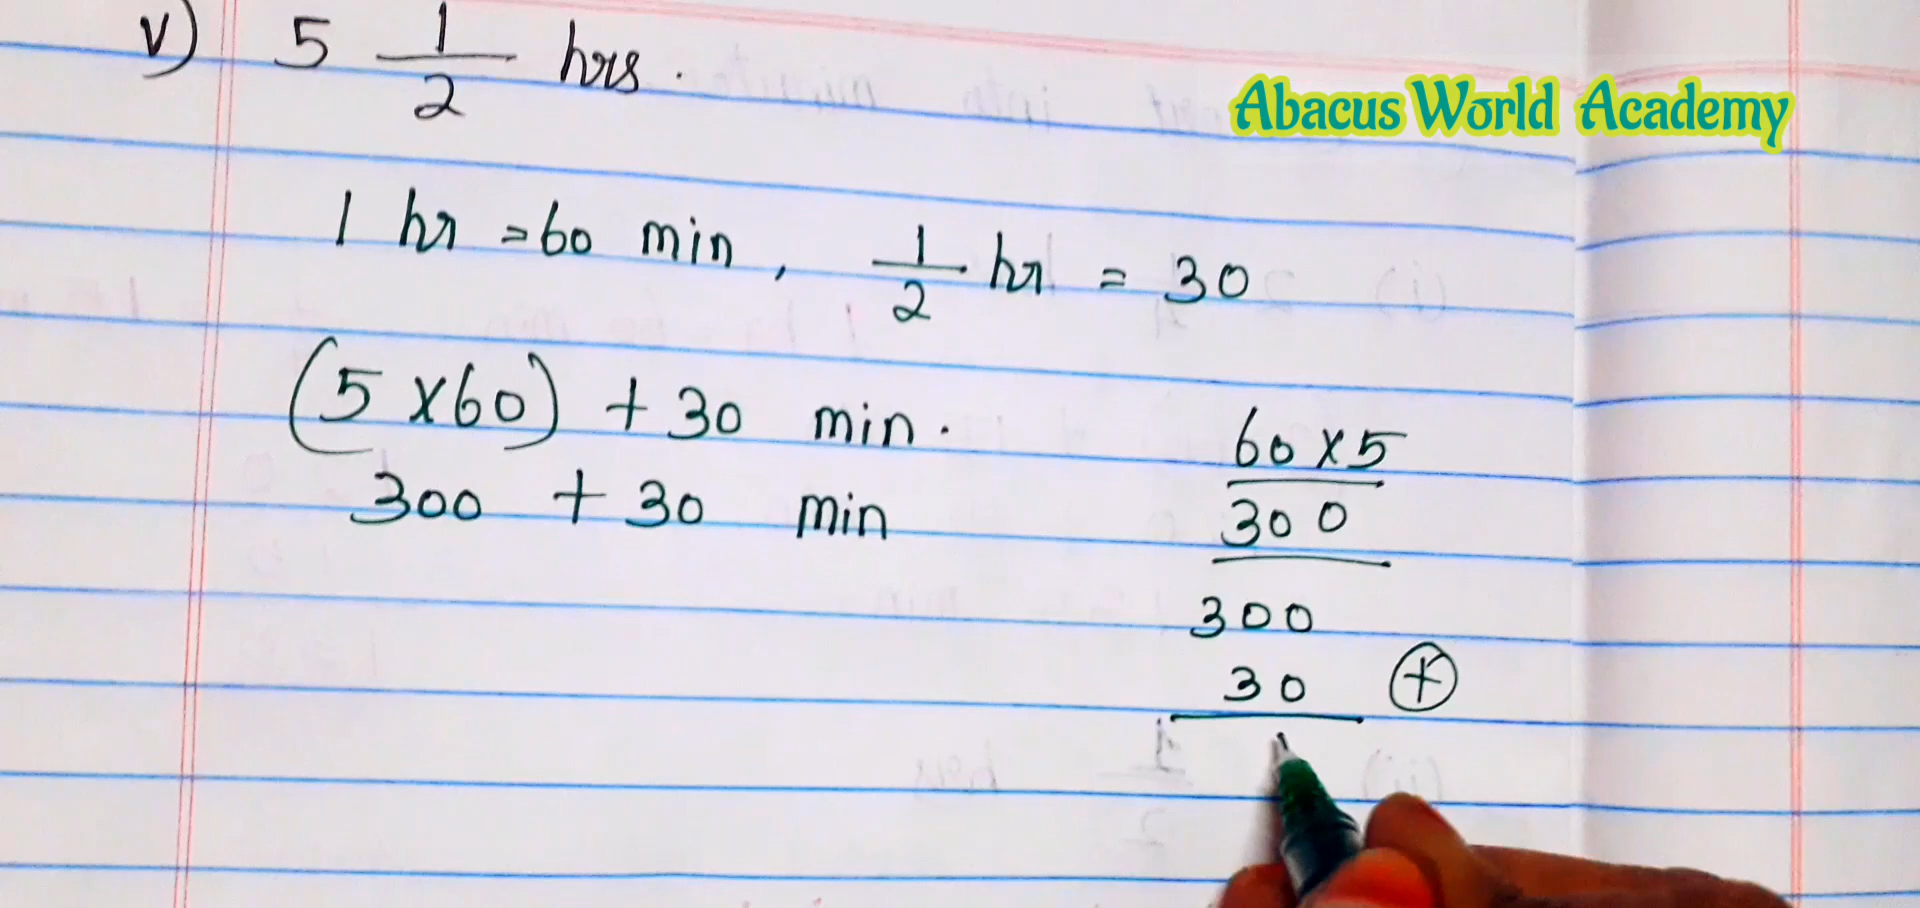 v) 5 1/2 hrs.
Abacus World Academy
1 hr = 60 min, 1/2 hr = 30
(5 x 60) + 30 min.
300 + 30 min
60 x 5
300
300
30 +